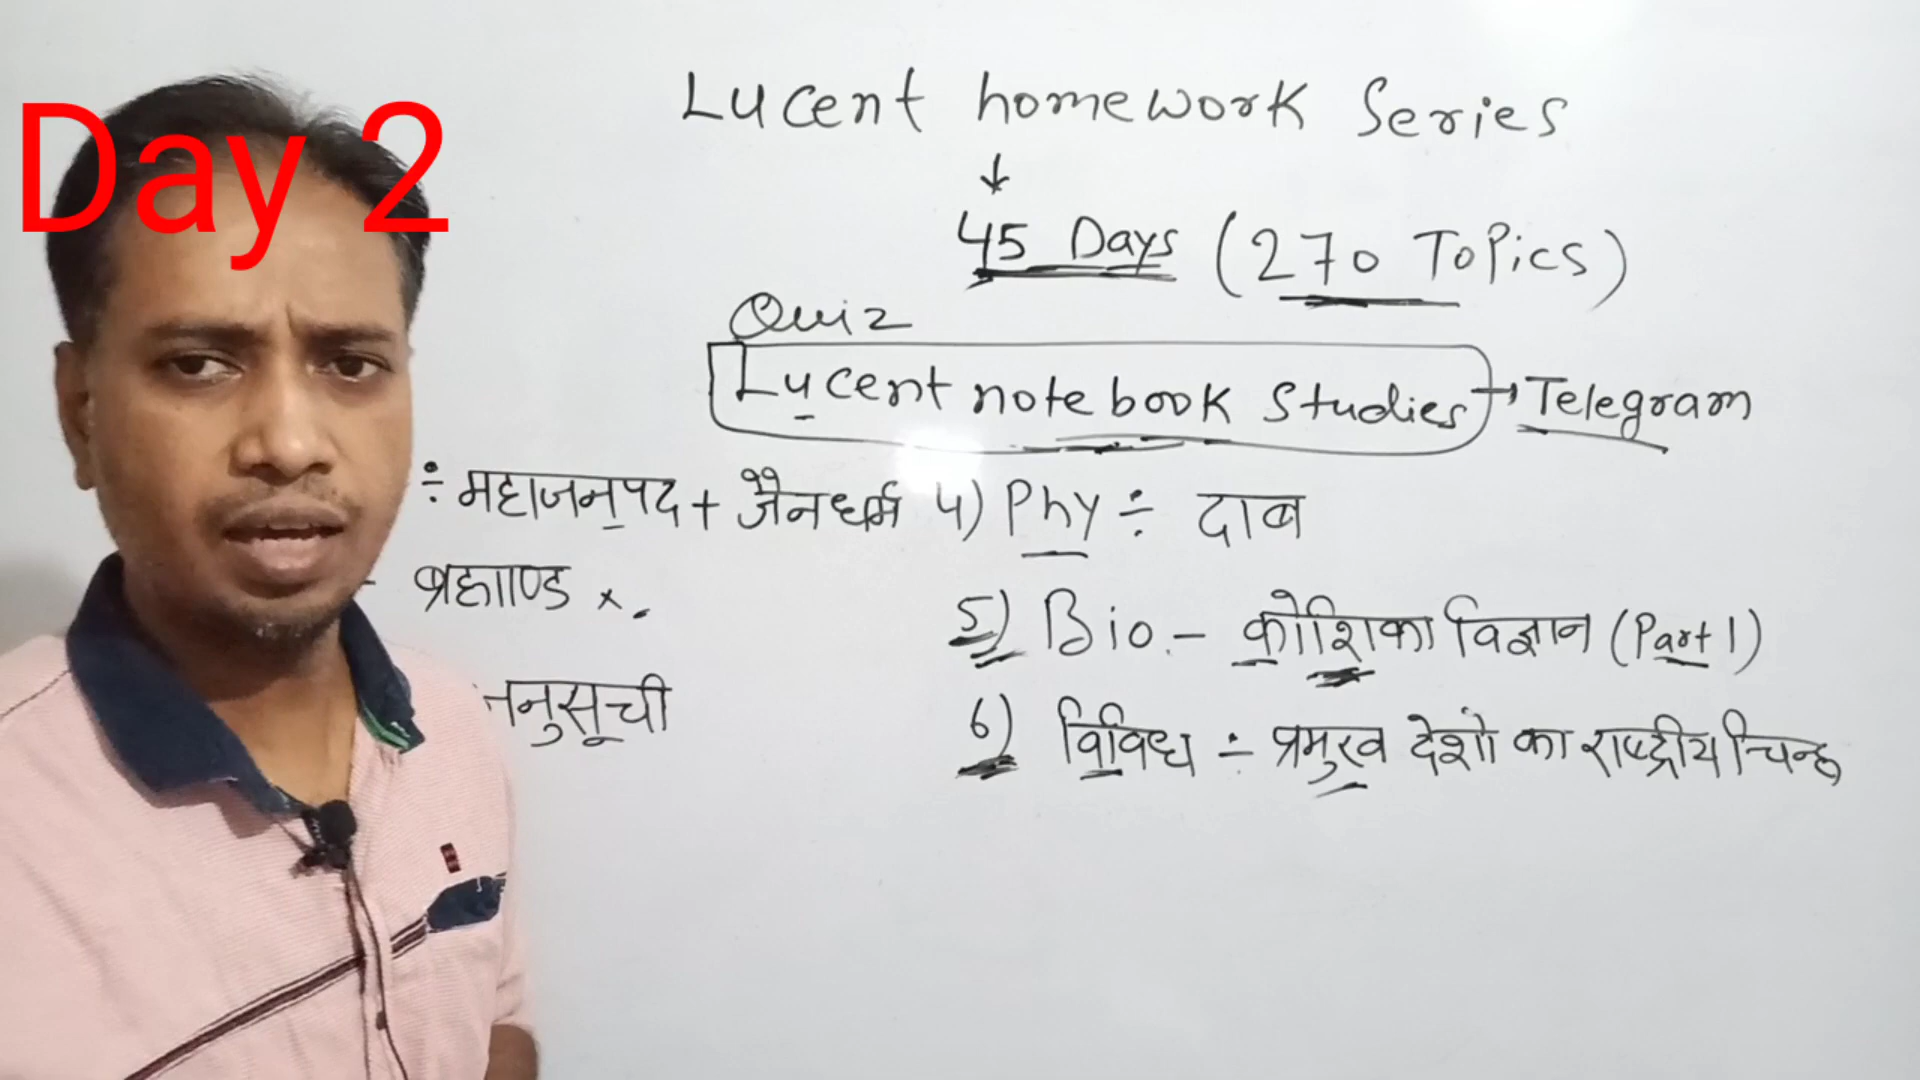 Day 2
Lucent homework Series
↓
45 Days (270 Topics)
Quiz
Lucent notebook Studies → Telegram
÷ महाजनपद + जैनधर्म
- ब्रह्माण्ड ×.
नुसूची
4) Phy ÷ दाब
5) Bio.- कोशिका विज्ञान (Part 1)
6) विविध ÷ प्रमुख देशो का राष्ट्रीय चिन्ह